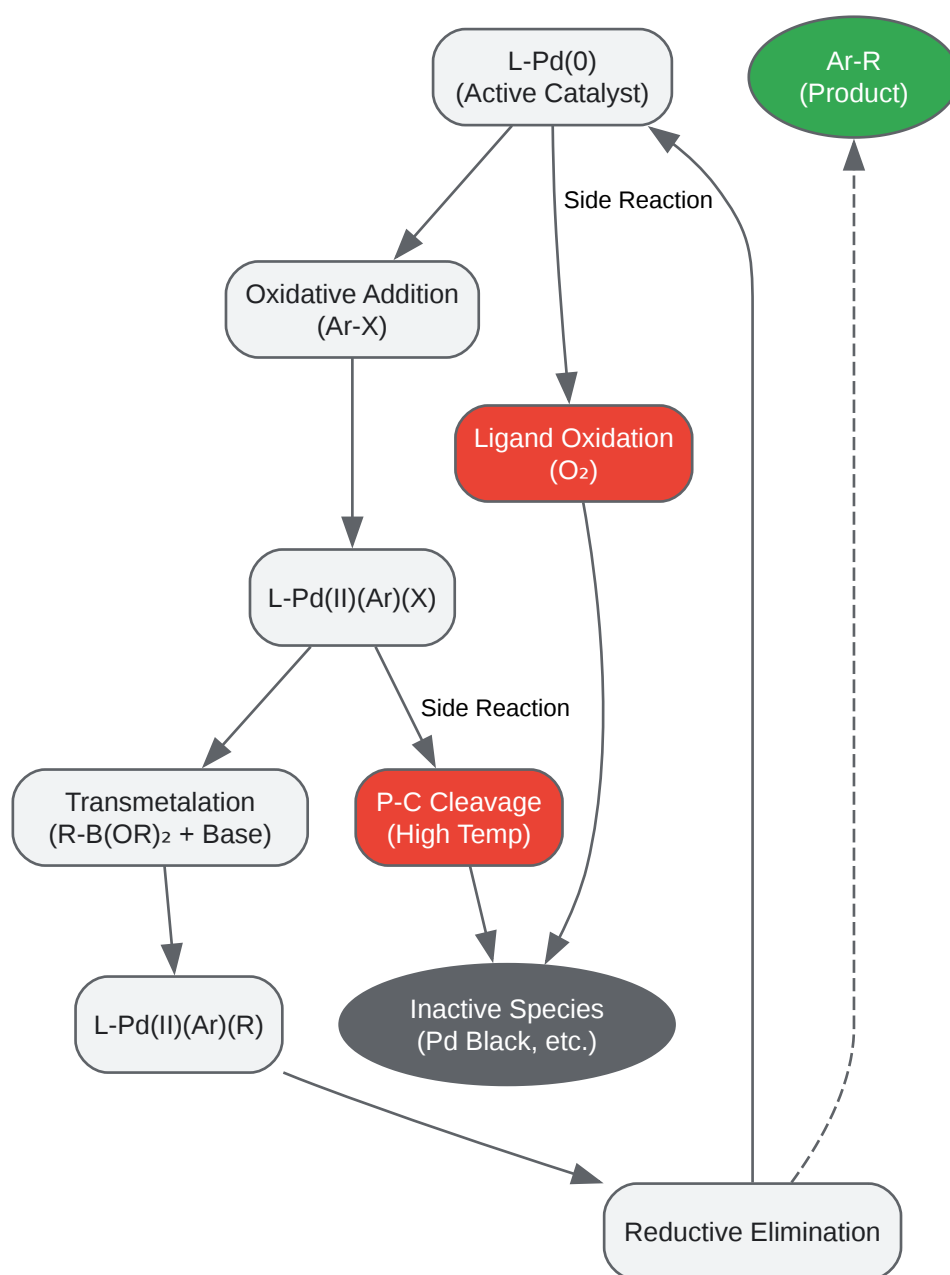 L-Pd(0)
(Active Catalyst)
Ar-R
(Product)
Side Reaction
Oxidative Addition
(Ar-X)
Ligand Oxidation
(O₂)
L-Pd(II)(Ar)(X)
Side Reaction
Transmetalation
(R-B(OR)₂ + Base)
P-C Cleavage
(High Temp)
L-Pd(II)(Ar)(R)
Inactive Species
(Pd Black, etc.)
Reductive Elimination